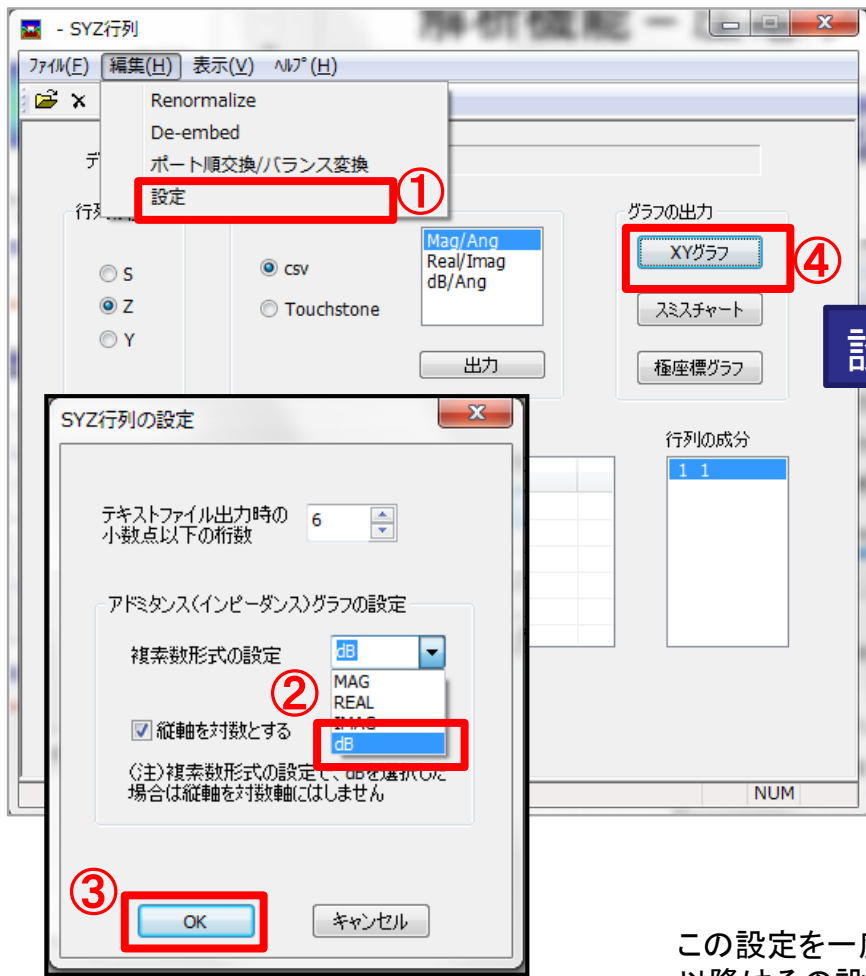 - SYZ行列
ファイル(F) 編集(H) 表示(V) ヘルプ(H)
Renormalize
De-embed
ポート順交換/バランス変換
設定
①
デ
グラフの出力
S
Z
Y
csv
Touchstone
Mag/Ang
Real/Imag
dB/Ang
出力
XYグラフ
④
スミスチャート
極座標グラフ
行列の成分
1 1
SYZ行列の設定
テキストファイル出力時の
小数点以下の桁数
6
アドミタンス(インピーダンス)グラフの設定
複素数形式の設定
dB
②
MAG
REAL
IMAG
dB
縦軸を対数とする
(注)複素数形式の設定で、dBを選択した
場合は縦軸を対数軸にはしません
NUM
③
OK
キャンセル
この設定を一